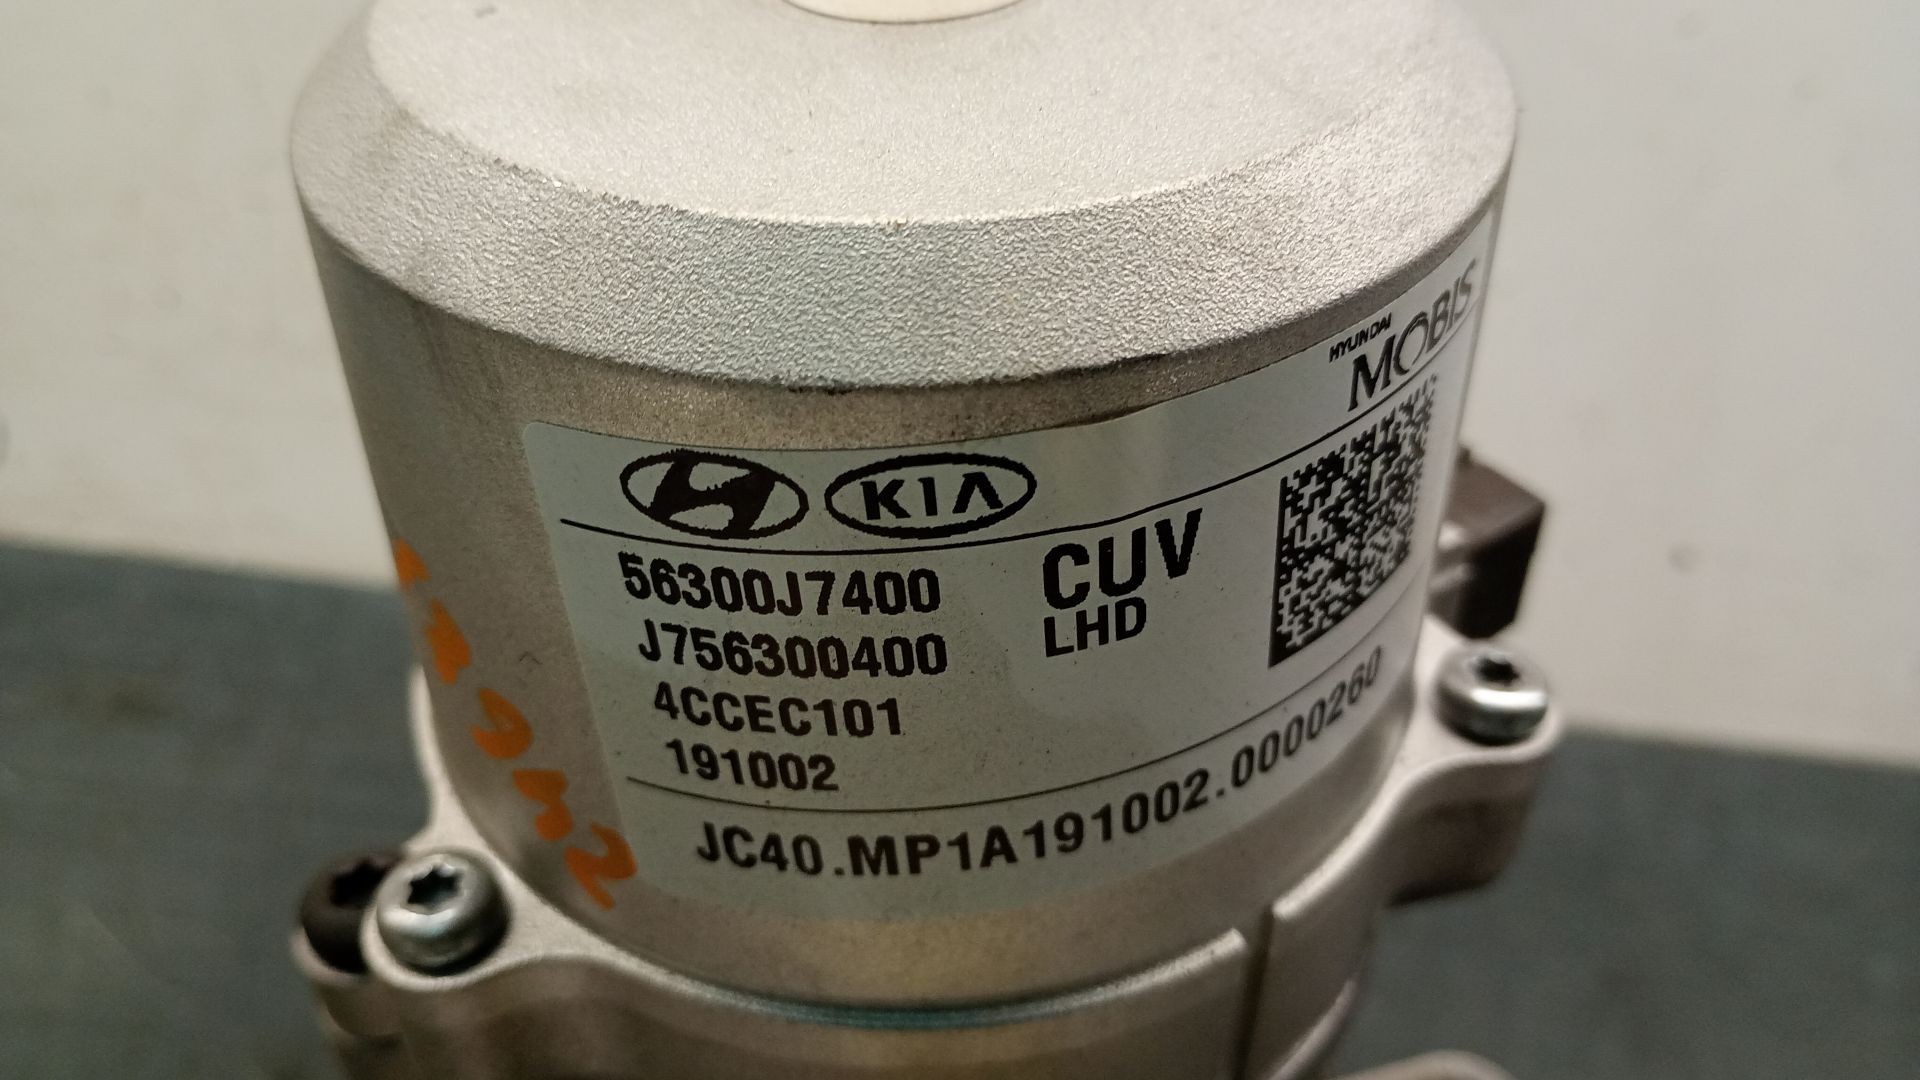 HYUNDAI
MOBIS
KIA
56300J7400
CUV
J756300400
LHD
4CCEC101
191002
JC40.MP1A191002.0000260